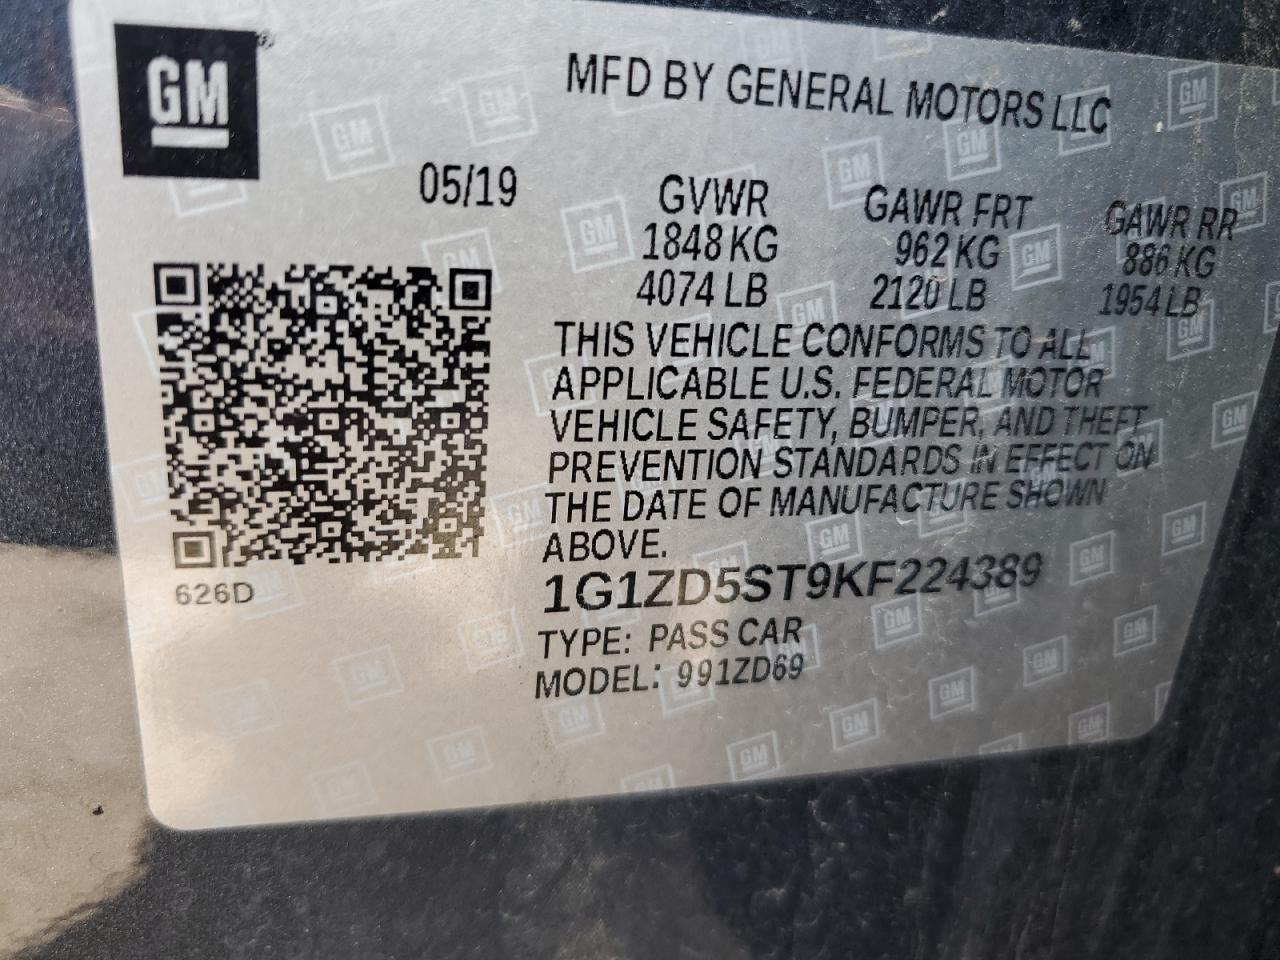 GM
MFD BY GENERAL MOTORS LLC
05/19
GVWR GAWR FRT GAWR RR
1848 KG 962 KG 886 KG
4074 LB 2120 LB 1954 LB
THIS VEHICLE CONFORMS TO ALL
APPLICABLE U.S. FEDERAL MOTOR
VEHICLE SAFETY, BUMPER, AND THEFT
PREVENTION STANDARDS IN EFFECT ON
THE DATE OF MANUFACTURE SHOWN
ABOVE.
626D
1G1ZD5ST9KF224389
TYPE: PASS CAR
MODEL: 991ZD69